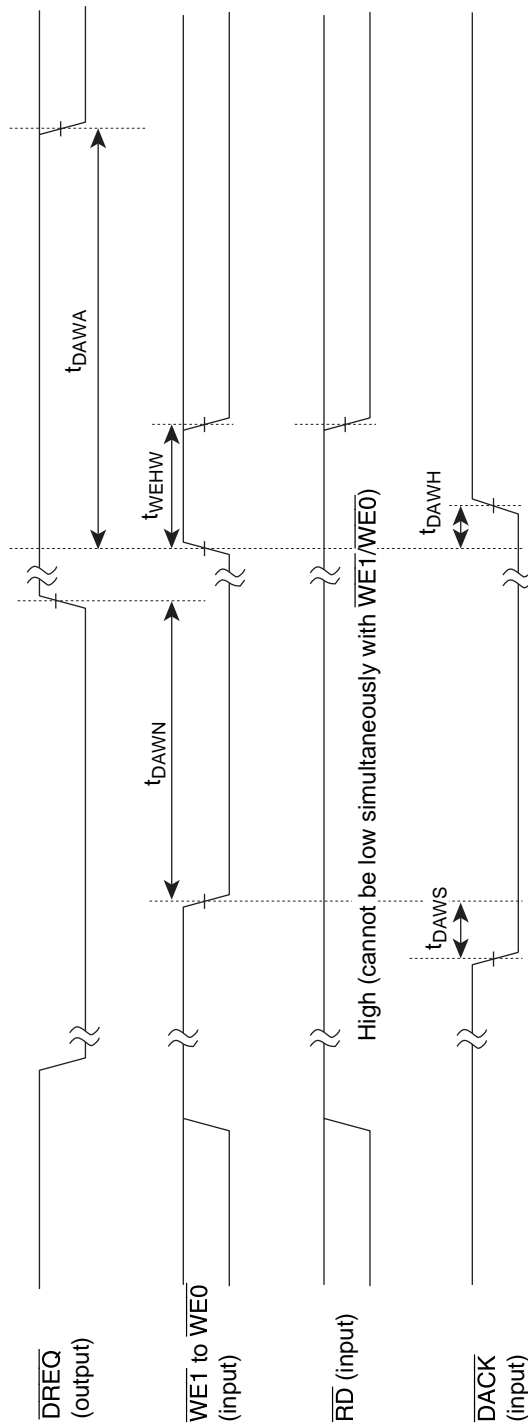 DREQ
(output)
tDAWA
tDAWN
WE1 to WE0
(input)
tWEHW
RD (input)
High (cannot be low simultaneously with WE1/WE0)
DACK
(input)
tDAWS
tDAWH